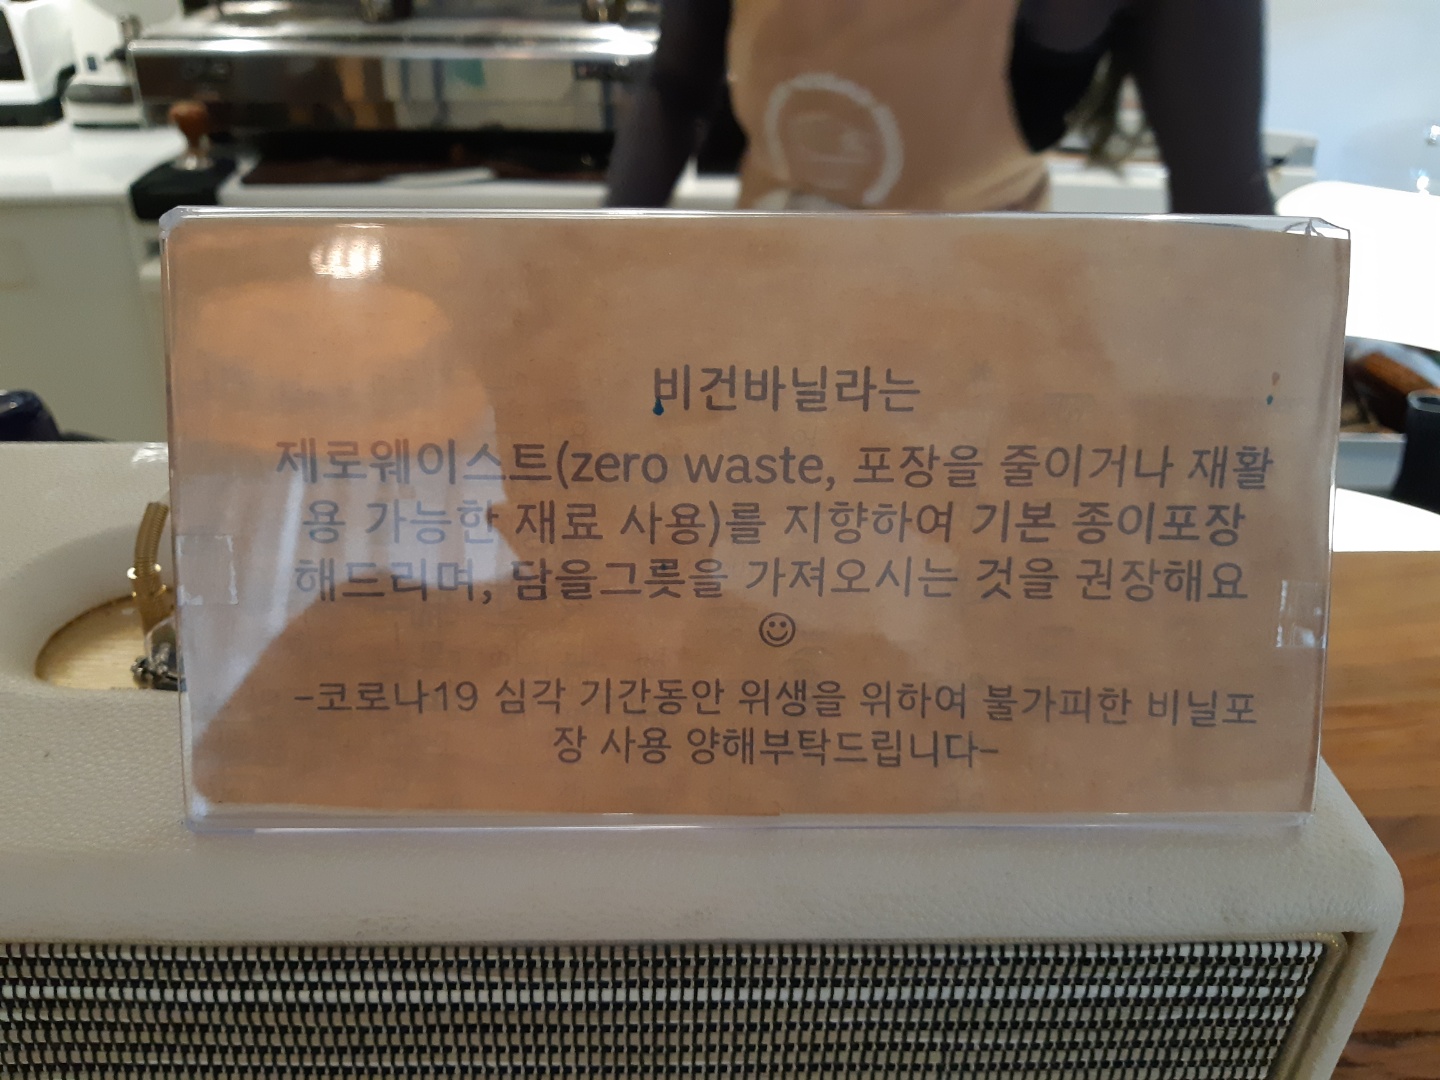 비건바닐라는
제로웨이스트(zero waste, 포장을 줄이거나 재활
용 가능한 재료 사용)를 지향하여 기본 종이포장
해드리며, 담을그릇을 가져오시는 것을 권장해요
☺
-코로나19 심각 기간동안 위생을 위하여 불가피한 비닐포
장 사용 양해부탁드립니다-